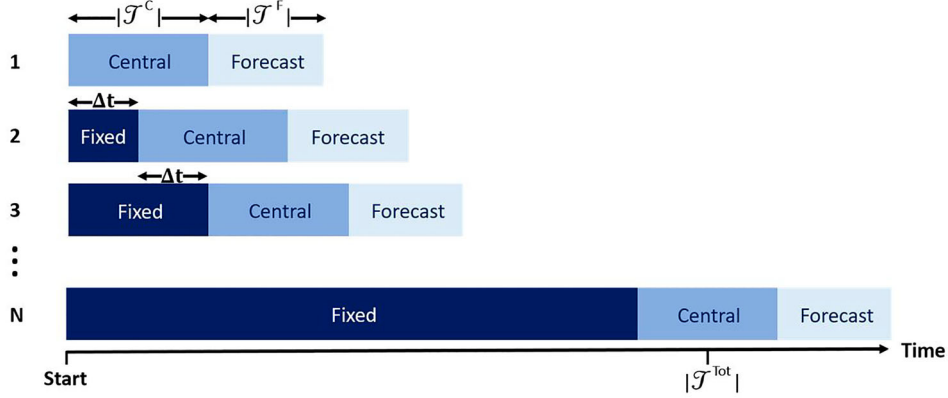 |𝒯^C| |𝒯^F|
1 Central Forecast
Δt
2 Fixed Central Forecast
Δt
3 Fixed Central Forecast
N Fixed Central Forecast
Time
Start |𝒯^Tot|